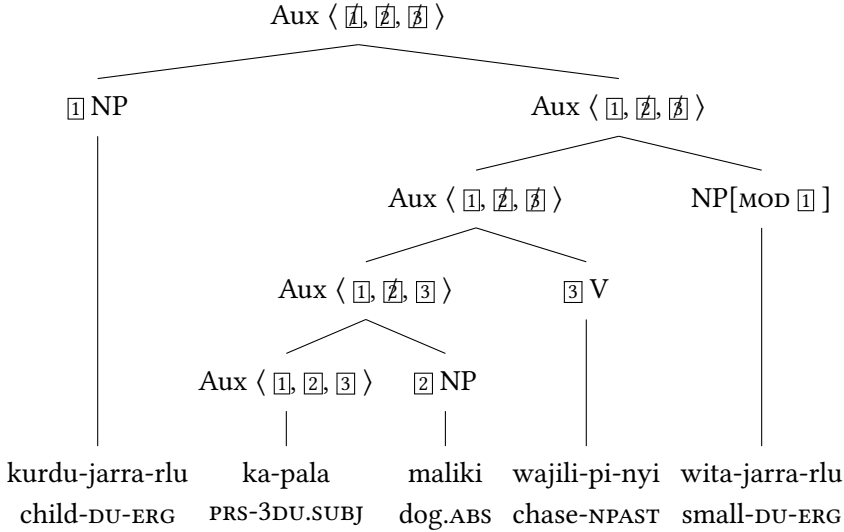 Aux ⟨ 1̸, 2̸, 3̸ ⟩
1 NP Aux ⟨ 1, 2̸, 3̸ ⟩
Aux ⟨ 1, 2̸, 3̸ ⟩ NP[MOD 1 ]
Aux ⟨ 1, 2̸, 3 ⟩ 3 V
Aux ⟨ 1, 2, 3 ⟩ 2 NP
kurdu-jarra-rlu ka-pala maliki wajili-pi-nyi wita-jarra-rlu
child-DU-ERG PRS-3DU.SUBJ dog.ABS chase-NPAST small-DU-ERG